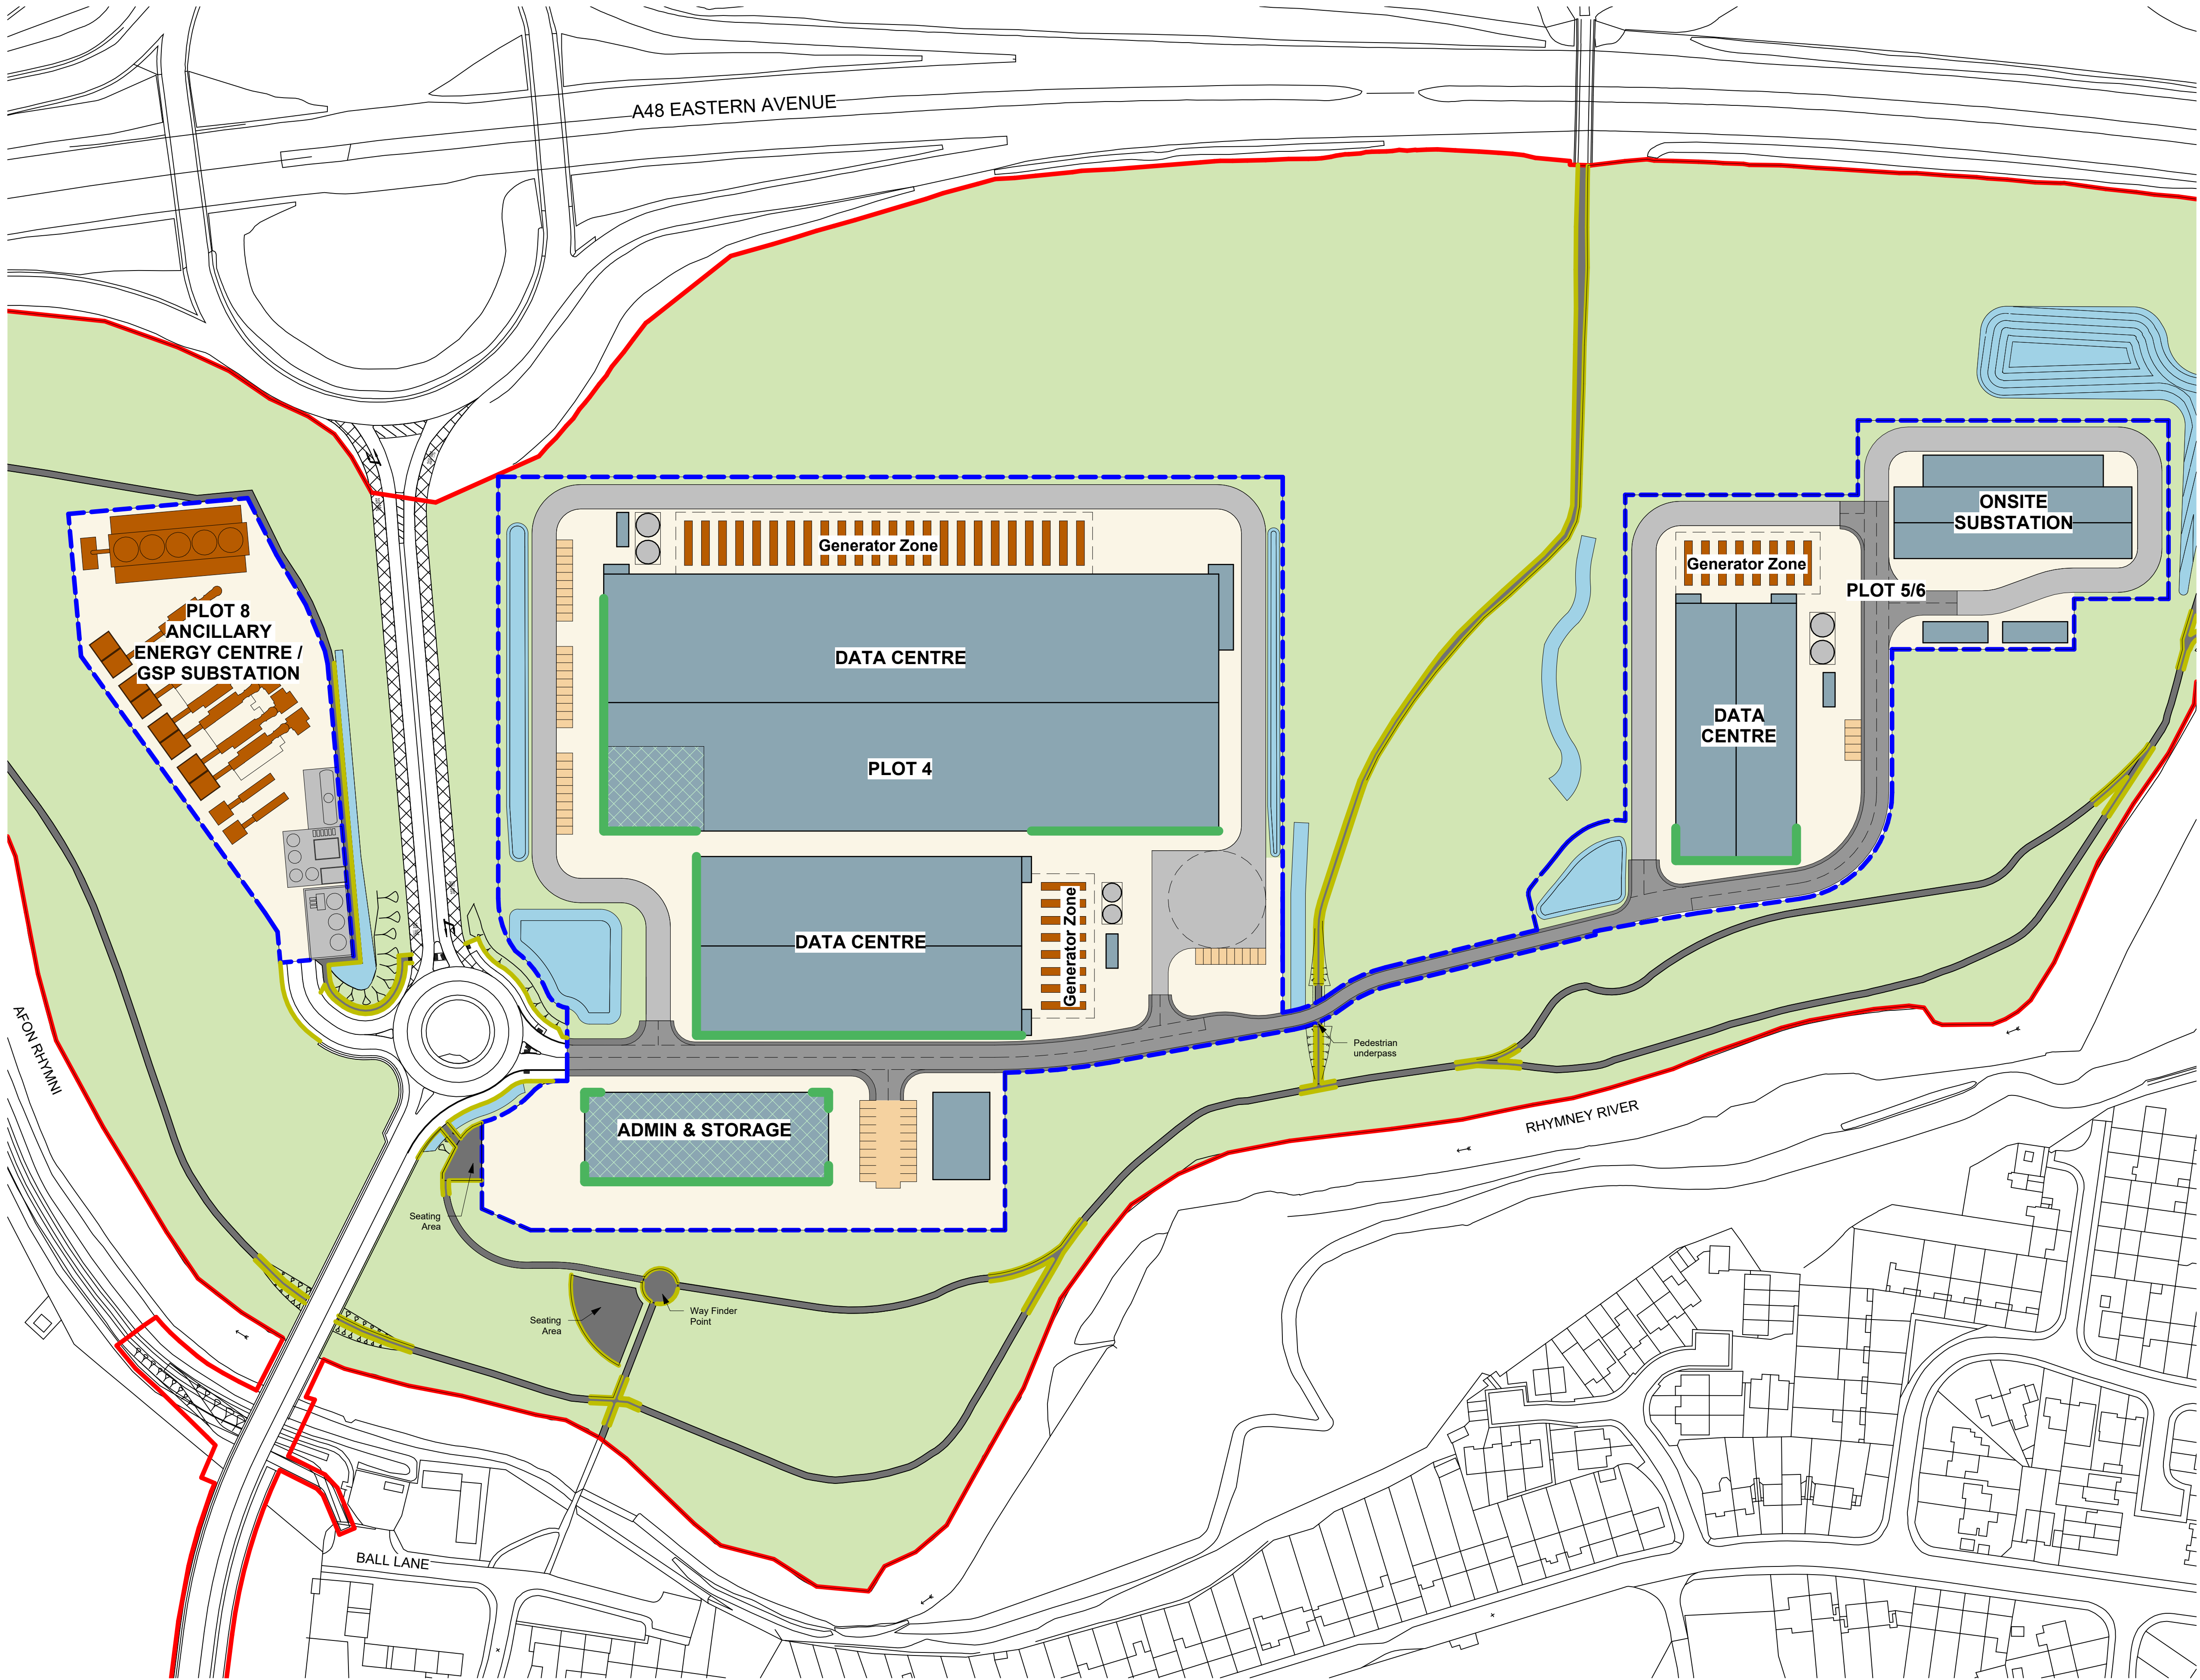 A48 EASTERN AVENUE
Generator Zone
DATA CENTRE
PLOT 4
DATA CENTRE
Generator Zone
PLOT 8
ANCILLARY
ENERGY CENTRE /
GSP SUBSTATION
ONSITE
SUBSTATION
Generator Zone
PLOT 5/6
DATA
CENTRE
AFON RHYMNI
Pedestrian
underpass
ADMIN & STORAGE
RHYMNEY RIVER
Seating
Area
Seating
Area
Way Finder
Point
BALL LANE